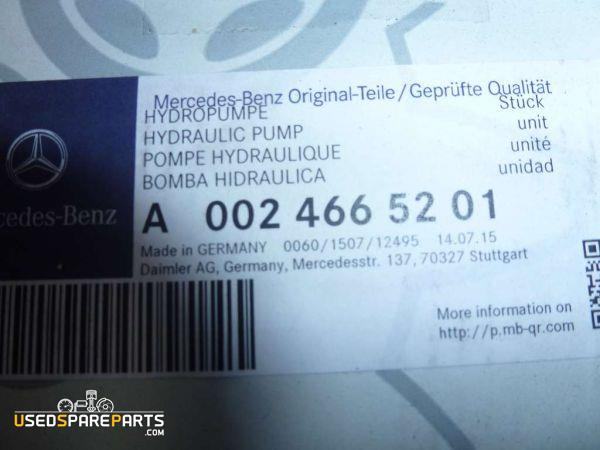 Mercedes-Benz Original-Teile/Geprüfte Qualität
HYDROPUMPE Stück
HYDRAULIC PUMP unit
POMPE HYDRAULIQUE unité
BOMBA HIDRAULICA unidad
cedes-Benz
A 002 466 52 01
Made in GERMANY 0060/1507/12495 14.07.15
Daimler AG, Germany, Mercedesstr. 137, 70327 Stuttgart
More information on
http://p.mb-qr.com
USEDSPAREPARTS
.COM